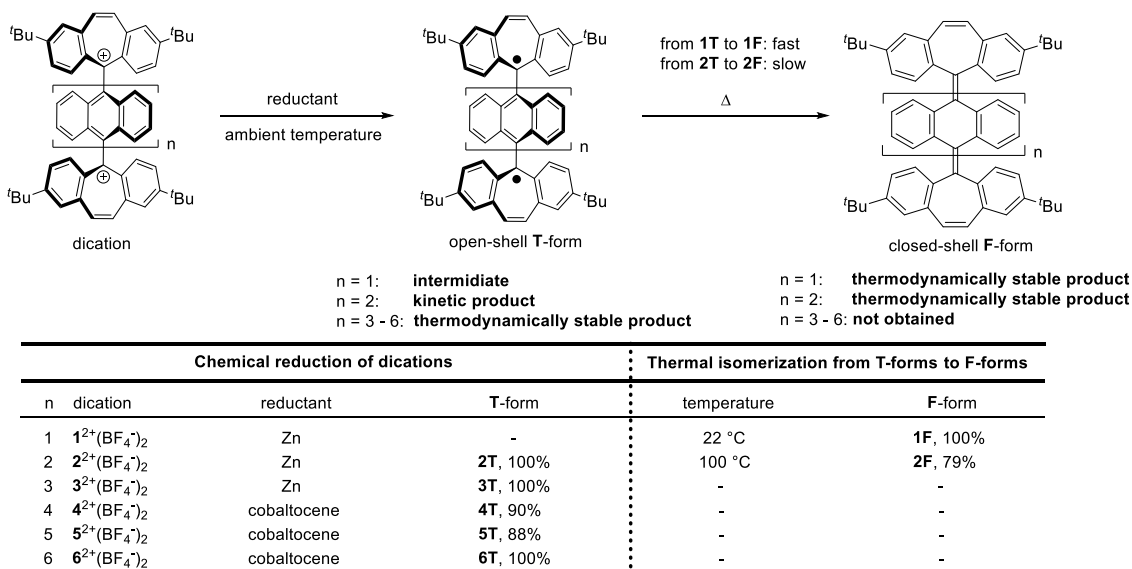 tBu tBu
⊕
n
⊕
tBu tBu
dication
reductant
ambient temperature
tBu tBu
•
n
•
tBu tBu
open-shell T-form
n = 1: intermidiate
n = 2: kinetic product
n = 3 - 6: thermodynamically stable product
from 1T to 1F: fast
from 2T to 2F: slow
Δ
tBu tBu
n
tBu tBu
closed-shell F-form
n = 1: thermodynamically stable product
n = 2: thermodynamically stable product
n = 3 - 6: not obtained
Chemical reduction of dications Thermal isomerization from T-forms to F-forms
n dication reductant T-form temperature F-form
1 1²⁺(BF₄⁻)₂ Zn - 22 °C 1F, 100%
2 2²⁺(BF₄⁻)₂ Zn 2T, 100% 100 °C 2F, 79%
3 3²⁺(BF₄⁻)₂ Zn 3T, 100% - -
4 4²⁺(BF₄⁻)₂ cobaltocene 4T, 90% - -
5 5²⁺(BF₄⁻)₂ cobaltocene 5T, 88% - -
6 6²⁺(BF₄⁻)₂ cobaltocene 6T, 100% - -